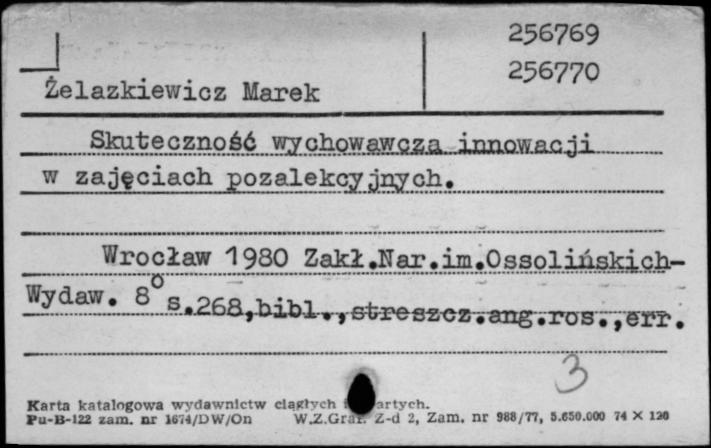 256769
256770
Żelazkiewicz Marek
Skuteczność wychowawcza innowacji
w zajęciach pozalekcyjnych.
Wrocław 1980 Zakł.Nar.im.Ossolińskich-
Wydaw. 8° s.268,bibl.,streszcz.ang.ros.,err.
3
Karta katalogowa wydawnictw ciągłych artych.
Pu-B-122 zam. nr 1674/DW/On W.Z.Graf. Z-d 2, Zam. nr 988/77, 5.650.000 74 X 120